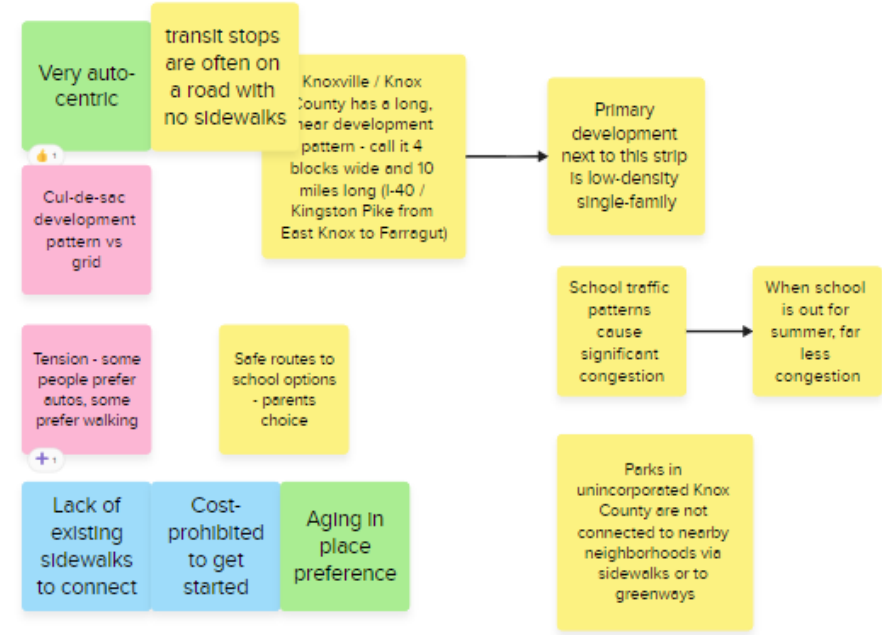 Very auto-
centric
1
transit stops
are often on
a road with
no sidewalks
Knoxville / Knox
County has a long,
near development
pattern - call it 4
blocks wide and 10
miles long (I-40 /
Kingston Pike from
East Knox to Farragut)
Primary
development
next to this strip
is low-density
single-family
Cul-de-sac
development
pattern vs
grid
School traffic
patterns
cause
significant
congestion
When school
is out for
summer, far
less
congestion
Tension - some
people prefer
autos, some
prefer walking
1
Safe routes to
school options
- parents
choice
Lack of
existing
sidewalks
to connect
Cost-
prohibited
to get
started
Aging in
place
preference
Parks in
unincorporated Knox
County are not
connected to nearby
neighborhoods via
sidewalks or to
greenways